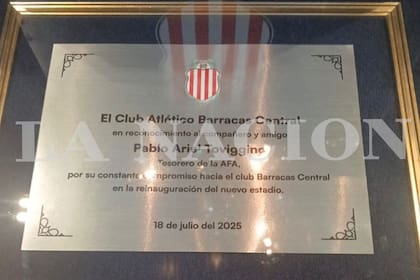 El Club Atlético Barracas Central
en reconocimiento al compañero y amigo
Pablo Ariel Toviggino
Tesorero de la AFA,
por su constante compromiso hacia el club Barracas Central
en la reinauguración del nuevo estadio.
18 de julio del 2025
LA NACION